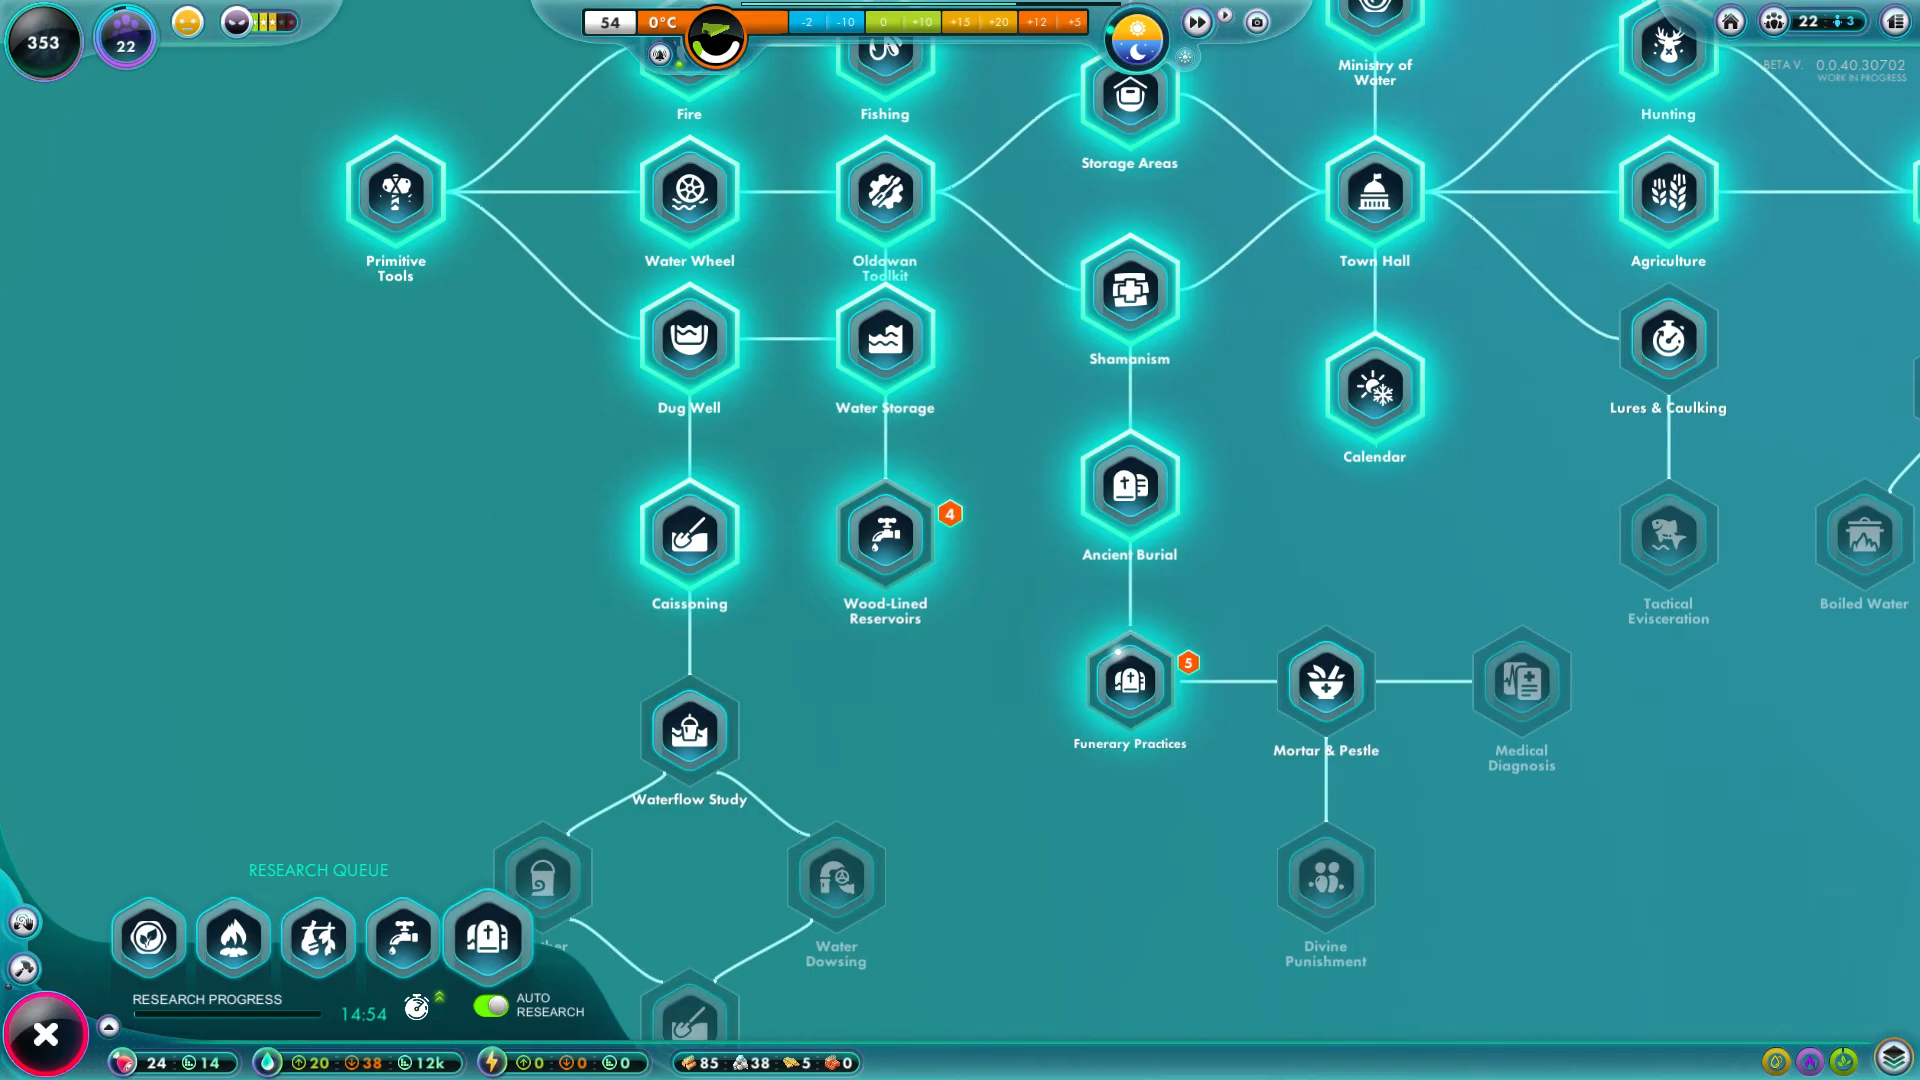 353
22
54
0°C
-2
-10
0
+10
+15
+20
+12
+5
22
3
BETA V. 0.0.40.30702
WORK IN PROGRESS
Fire
Fishing
Storage Areas
Ministry of
Water
Hunting
Primitive
Tools
Water Wheel
Oldowan
Toolkit
Town Hall
Agriculture
Shamanism
Dug Well
Water Storage
Lures & Caulking
Calendar
4
Ancient Burial
Caissoning
Wood-Lined
Reservoirs
Tactical
Evisceration
Boiled Water
5
Funerary Practices
Mortar & Pestle
Medical
Diagnosis
Waterflow Study
RESEARCH QUEUE
Water
Dowsing
Divine
Punishment
RESEARCH PROGRESS
14:54
AUTO
RESEARCH
24
14
20
38
12k
0
0
0
85
38
5
0